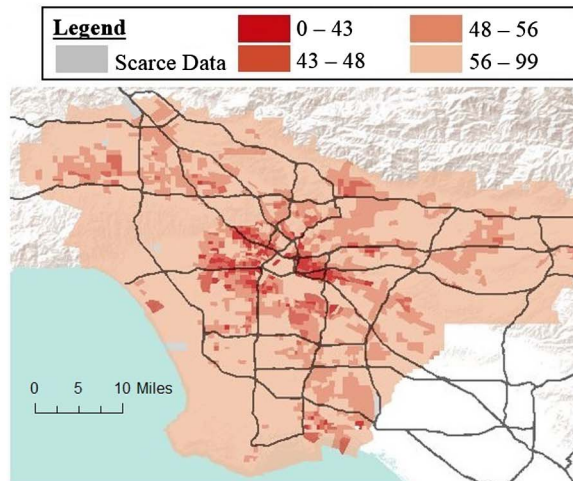 Legend
0 – 43
48 – 56
Scarce Data
43 – 48
56 – 99
0 5 10 Miles